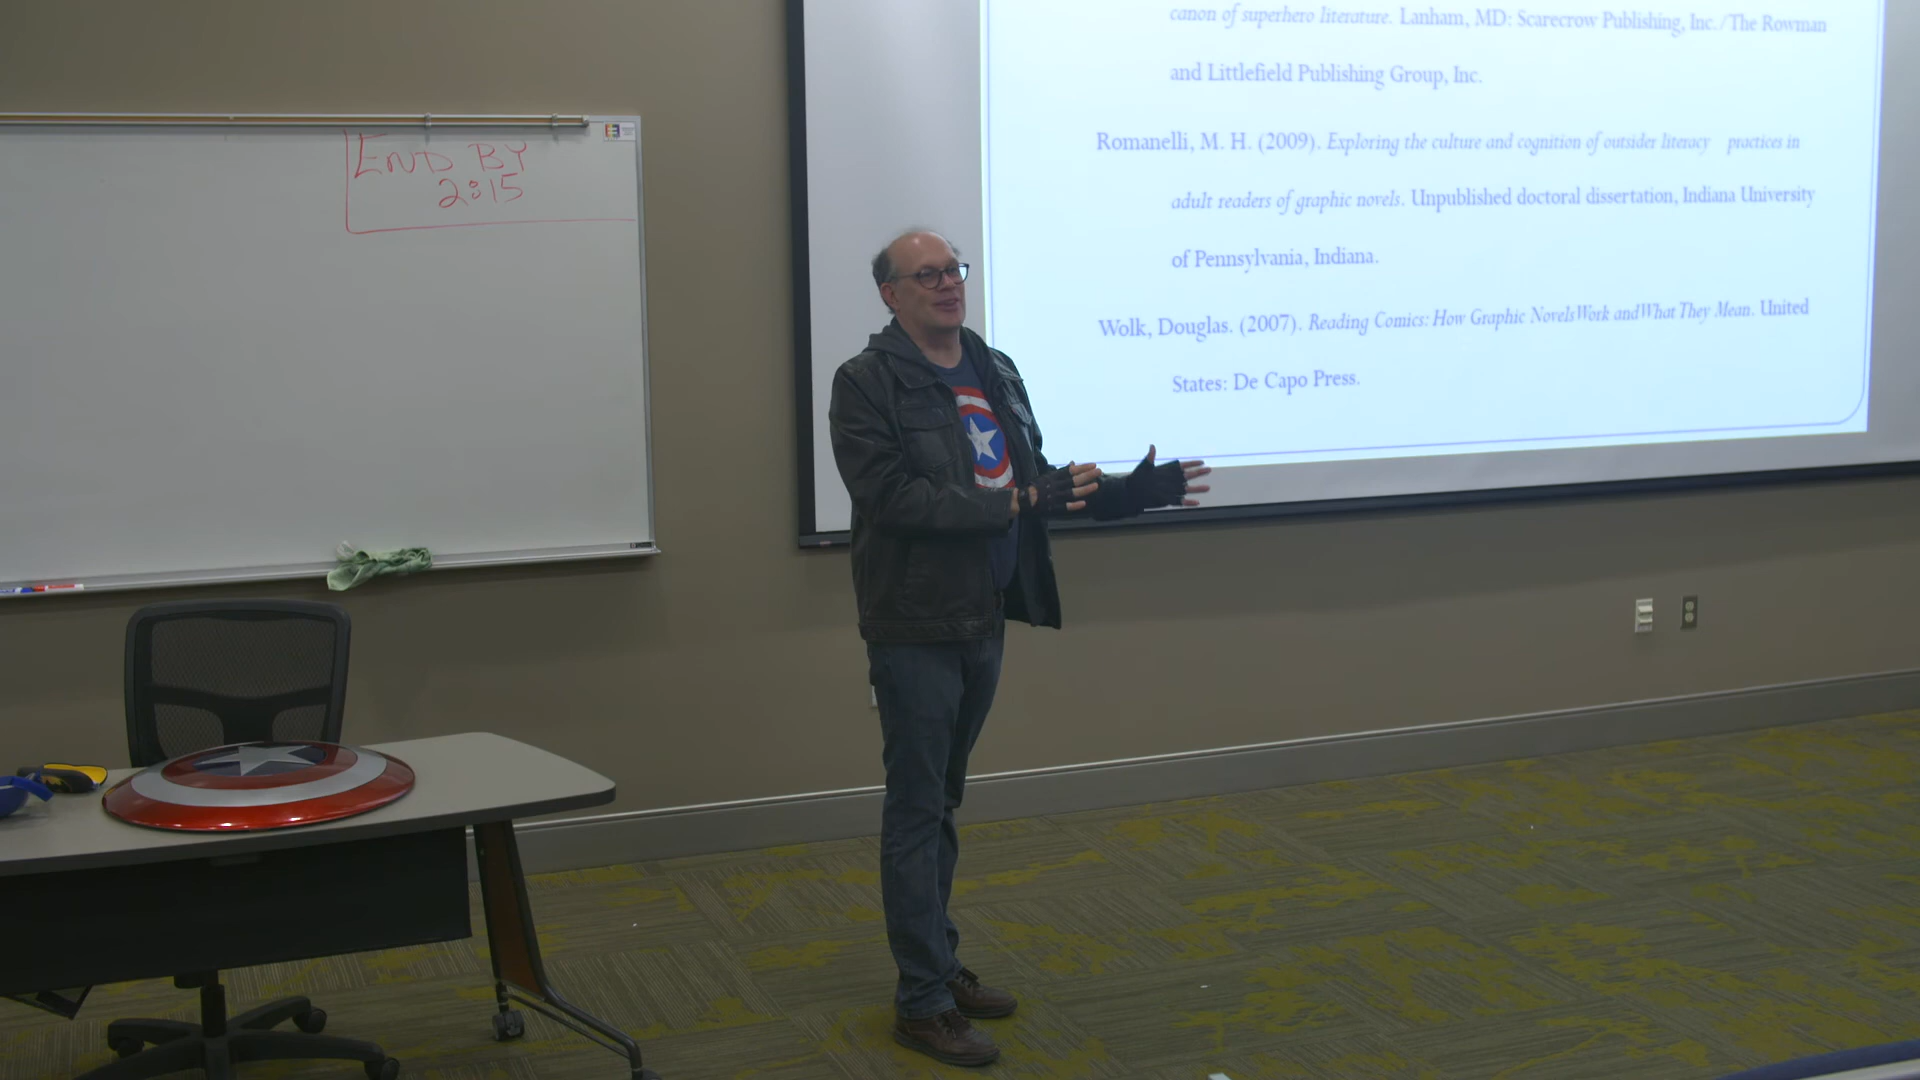 END BY
2:15
canon of superhero literature. Lanham, MD: Scarecrow Publishing, Inc./The Rowman
and Littlefield Publishing Group, Inc.
Romanelli, M. H. (2009). Exploring the culture and cognition of outsider literacy practices in
adult readers of graphic novels. Unpublished doctoral dissertation, Indiana University
of Pennsylvania, Indiana.
Wolk, Douglas. (2007). Reading Comics: How Graphic Novels Work and What They Mean. United
States: De Capo Press.